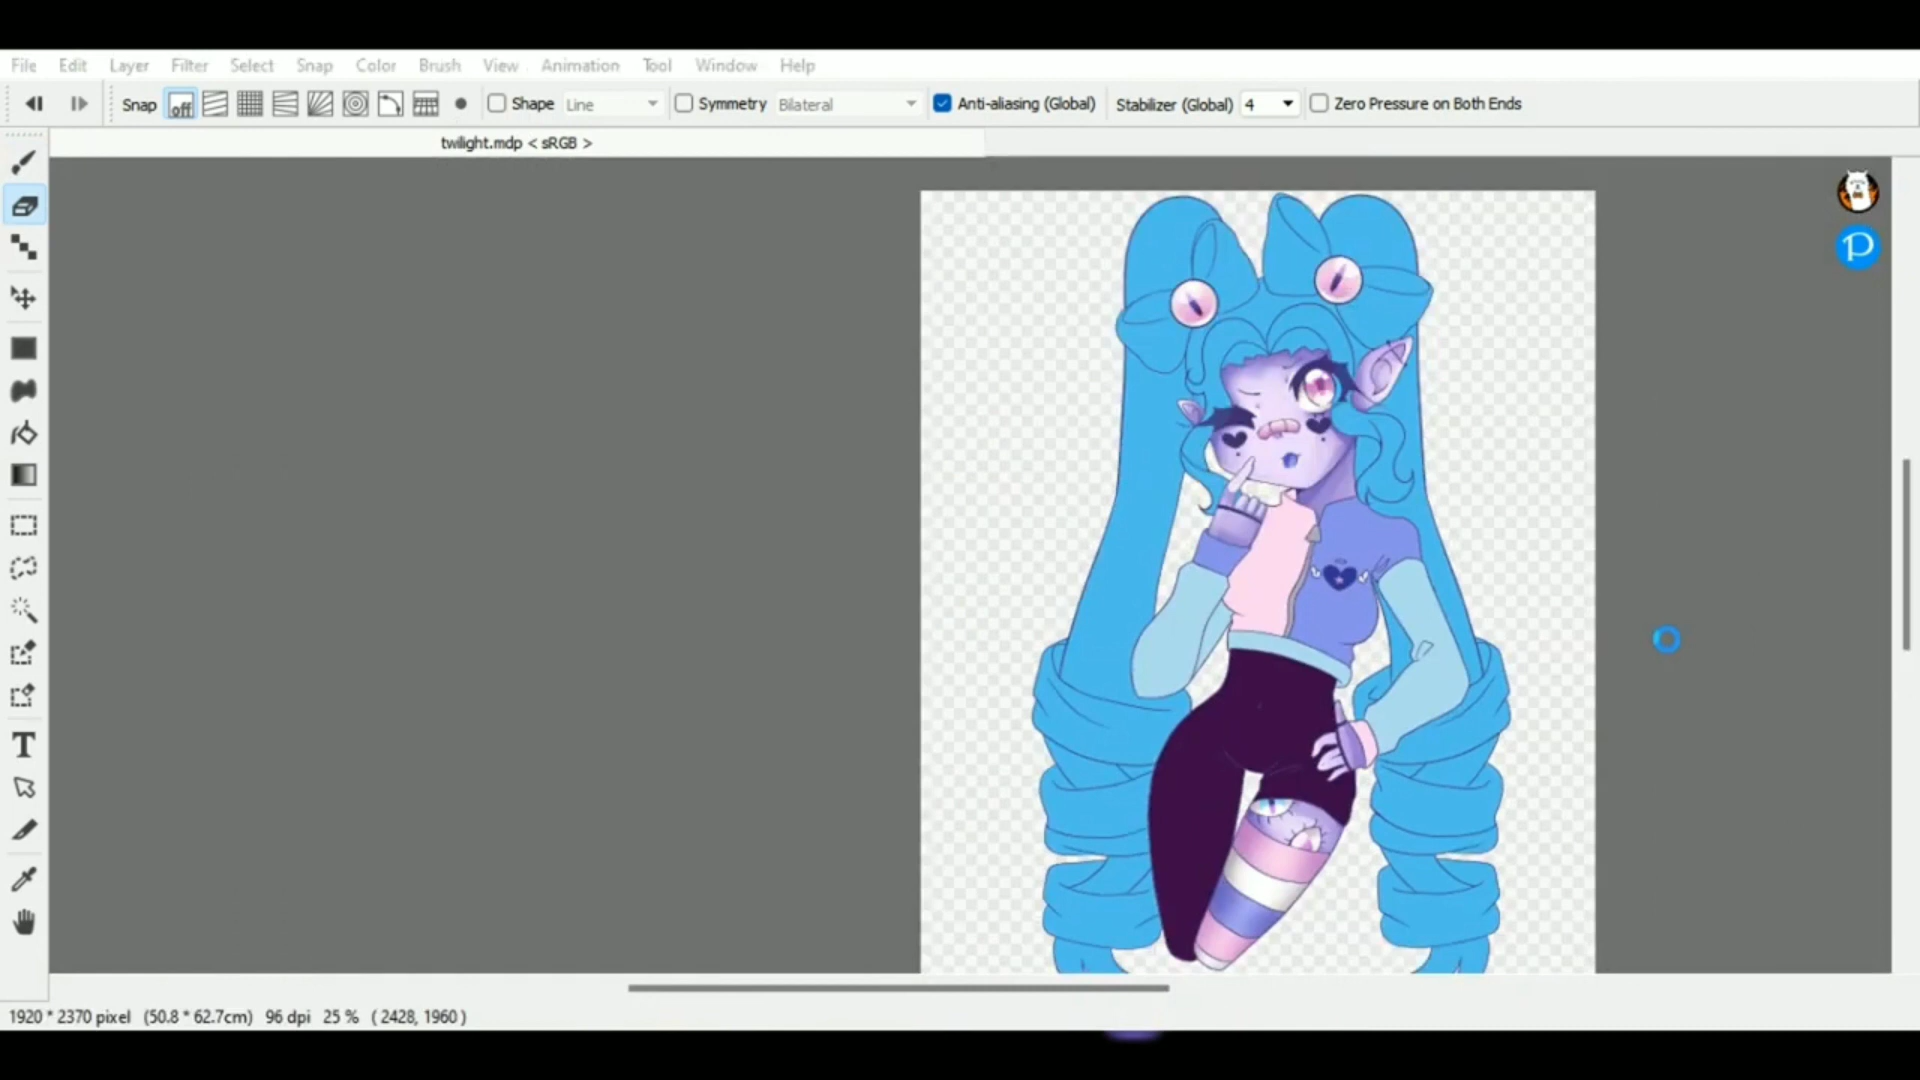 File Edit Layer Filter Select Snap Color Brush View Animation Tool Window Help
Snap off Shape Line Symmetry Bilateral Anti-aliasing (Global) Stabilizer (Global) 4 Zero Pressure on Both Ends
twilight.mdp < sRGB >
P
T
1920 * 2370 pixel (50.8 * 62.7cm) 96 dpi 25 % ( 2428, 1960 )